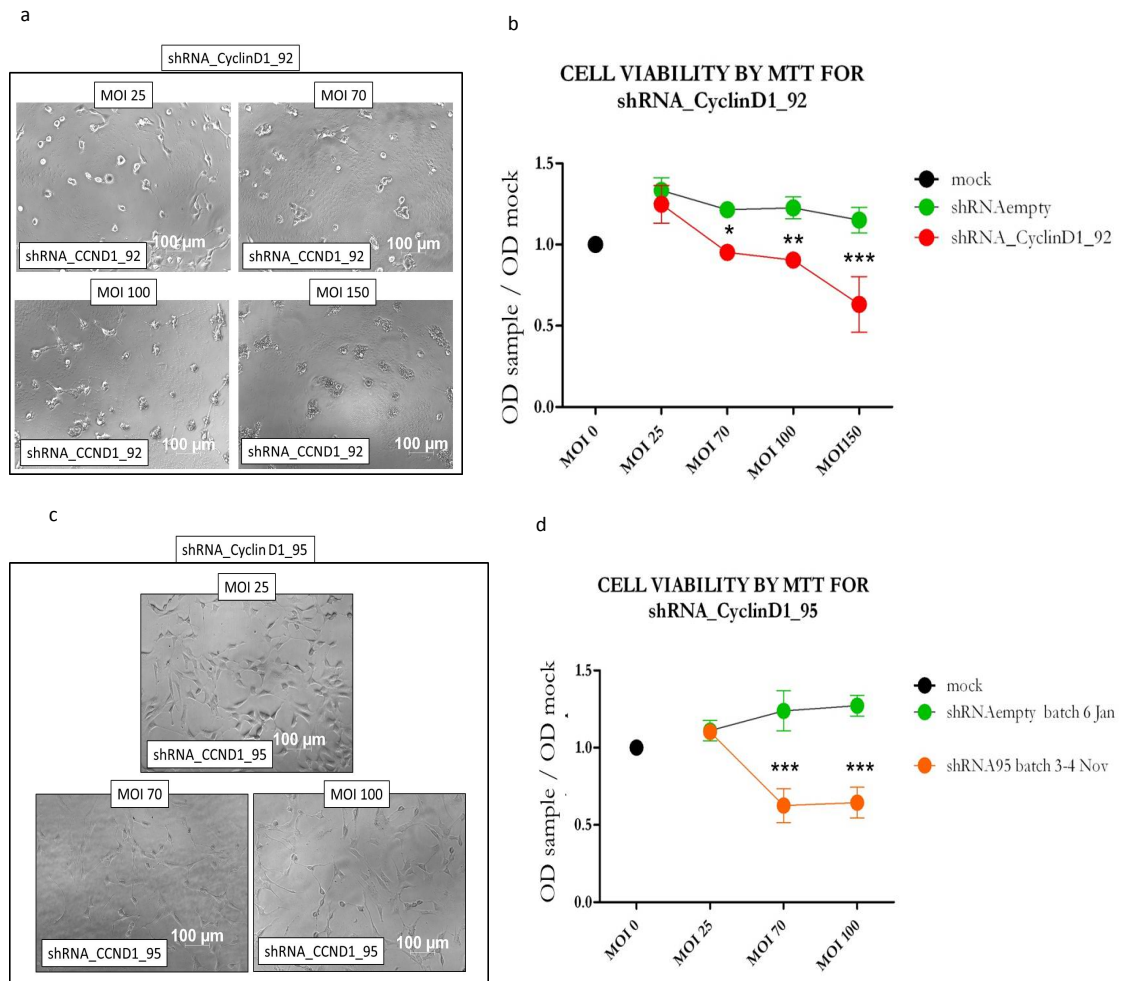 a
shRNA_CyclinD1_92
MOI 25
MOI 70
100 µm
100 µm
shRNA_CCND1_92
shRNA_CCND1_92
MOI 100
MOI 150
100 µm
100 µm
shRNA_CCND1_92
shRNA_CCND1_92
b
CELL VIABILITY BY MTT FOR
shRNA_CyclinD1_92
OD sample / OD mock
1.5
1.0
0.5
0.0
*
**
***
MOI 0
MOI 25
MOI 70
MOI 100
MOI150
mock
shRNAempty
shRNA_CyclinD1_92
c
shRNA_Cyclin D1_95
MOI 25
100 µm
shRNA_CCND1_95
MOI 70
MOI 100
100 µm
100 µm
shRNA_CCND1_95
shRNA_CCND1_95
d
CELL VIABILITY BY MTT FOR
shRNA_CyclinD1_95
OD sample / OD mock
1.5
1.0
0.5
0.0
***
***
MOI 0
MOI 25
MOI 70
MOI 100
mock
shRNAempty batch 6 Jan
shRNA95 batch 3-4 Nov